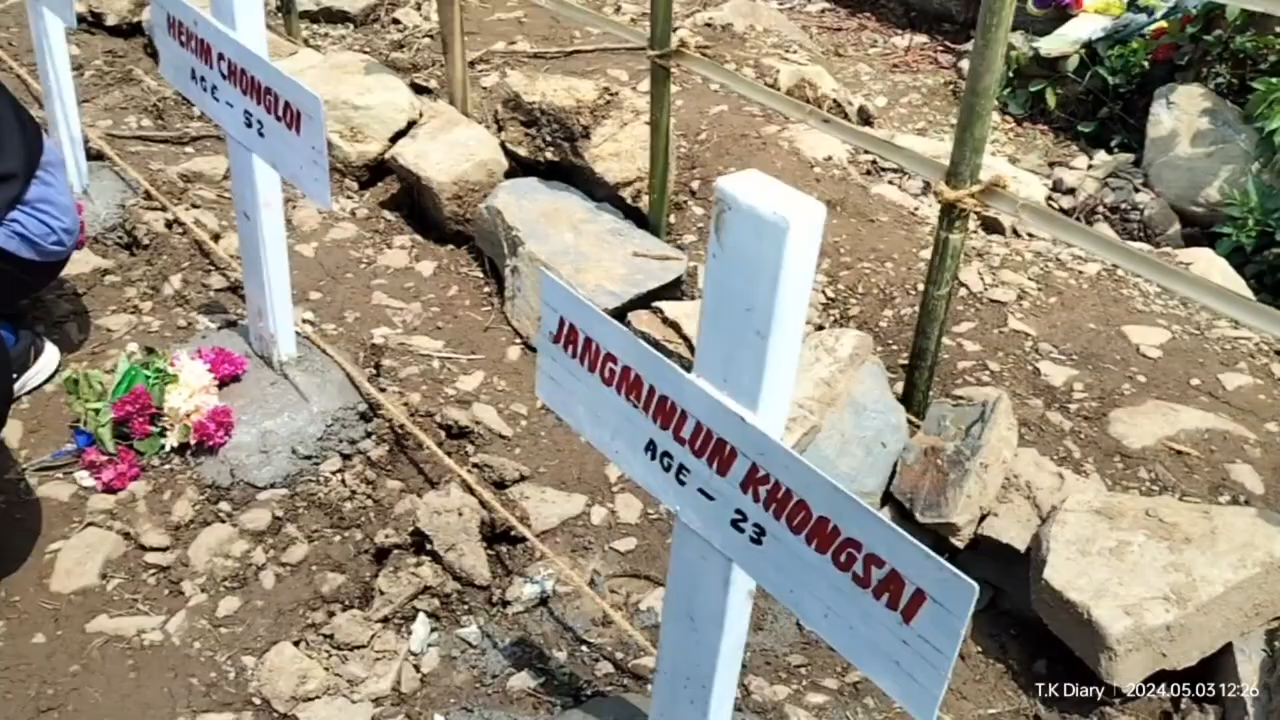 HEKIM CHONGLOI
AGE - 52
JANGMINLUN KHONGSAI
AGE - 23
T.K Diary | 2024.05.03 12:26